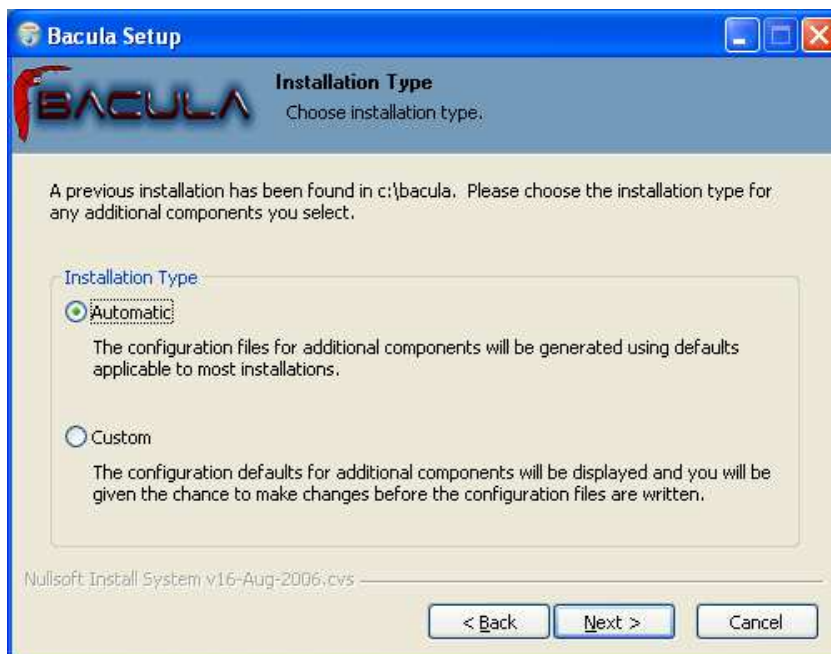 Bacula Setup
BACULA
Installation Type
Choose installation type.
A previous installation has been found in c:\bacula. Please choose the installation type for
any additional components you select.
Installation Type
Automatic
The configuration files for additional components will be generated using defaults
applicable to most installations.
Custom
The configuration defaults for additional components will be displayed and you will be
given the chance to make changes before the configuration files are written.
Nullsoft Install System v16-Aug-2006.cvs
< Back
Next >
Cancel